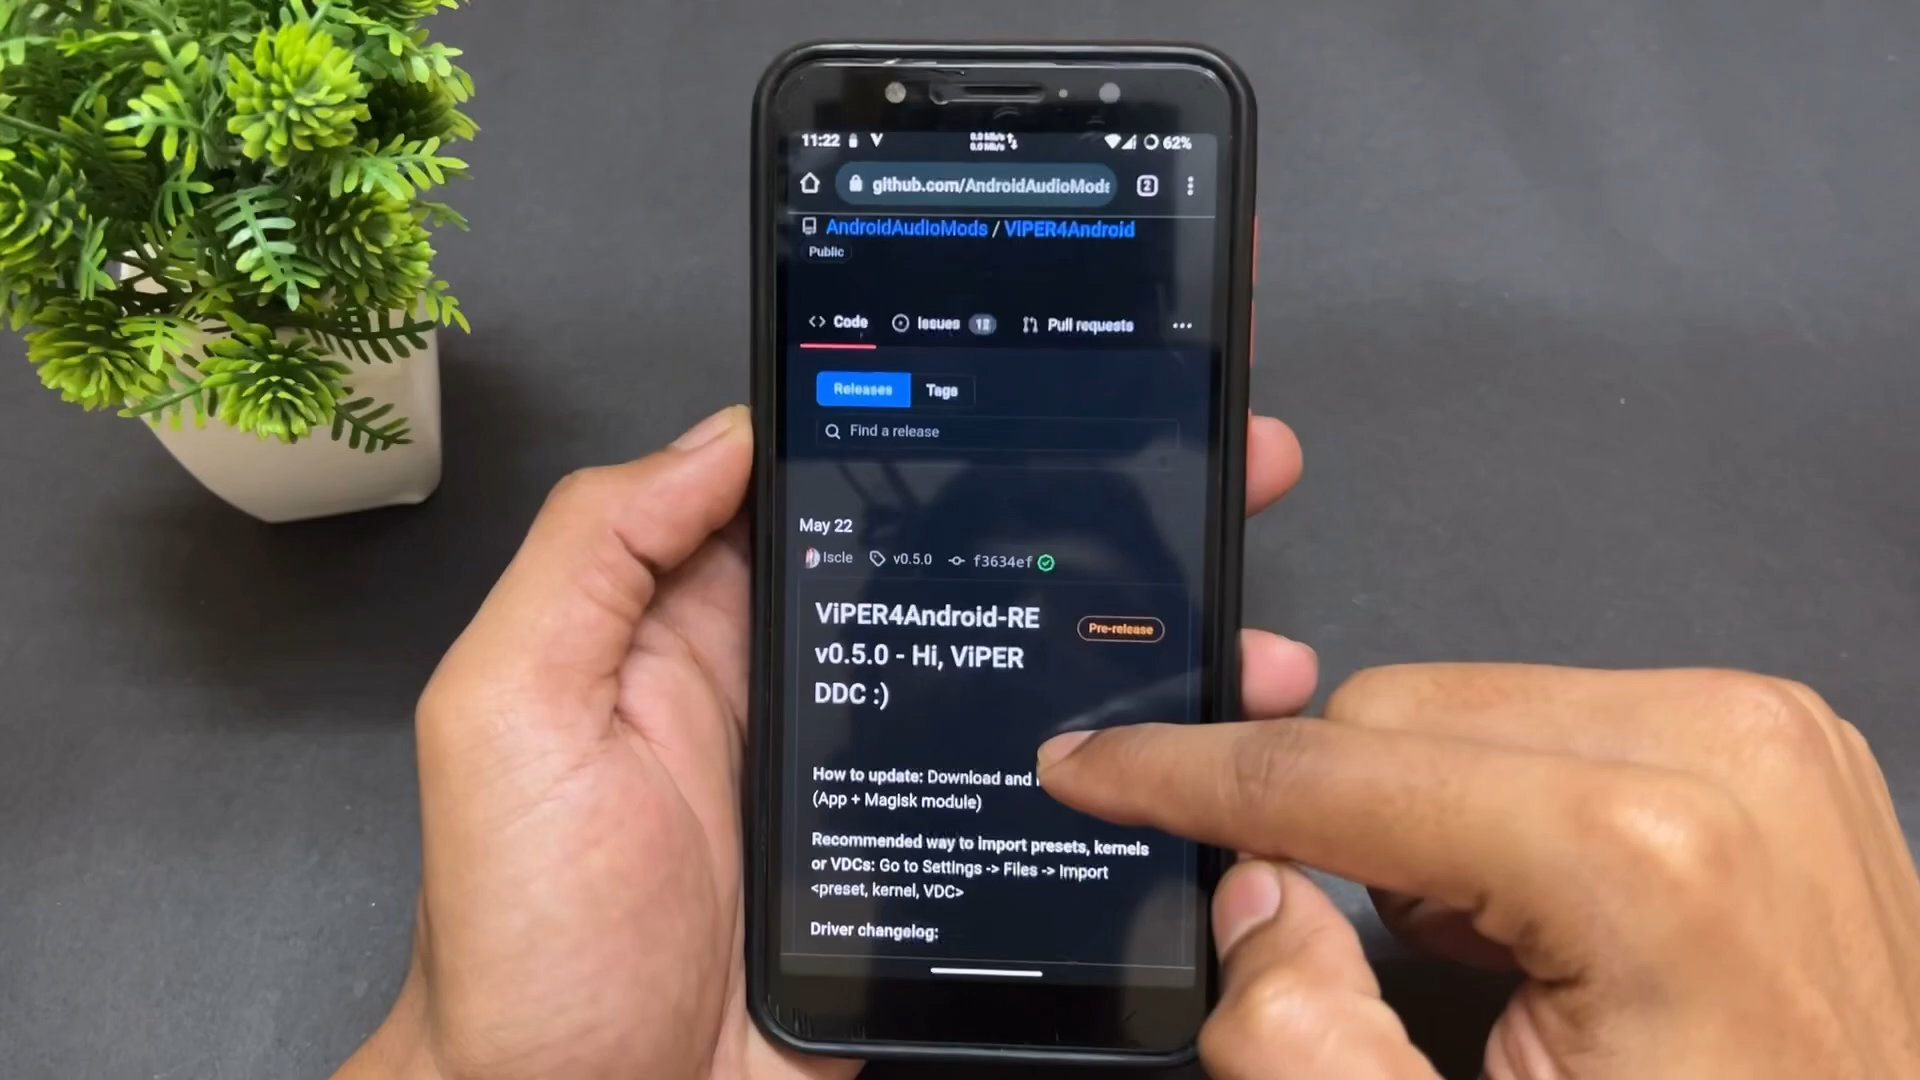 11:22 62%
github.com/AndroidAudioMods 2
AndroidAudioMods / ViPER4Android
Public
Code Issues 12 Pull requests
Releases Tags
Find a release
May 22
Iscle v0.5.0 f3634ef
ViPER4Android-RE
v0.5.0 - Hi, ViPER
DDC :)
Pre-release
How to update: Download and
(App + Magisk module)
Recommended way to import presets, kernels
or VDCs: Go to Settings -> Files -> Import
<preset, kernel, VDC>
Driver changelog: